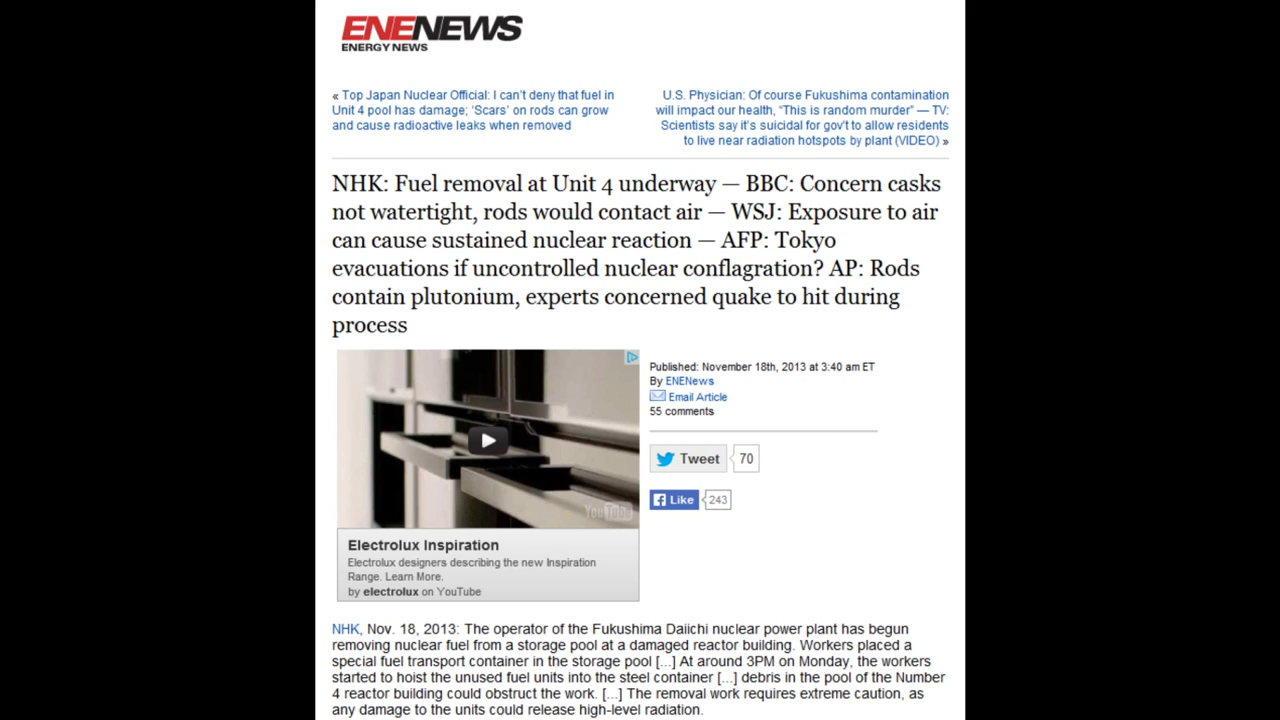 ENENEWS
ENERGY NEWS
« Top Japan Nuclear Official: I can't deny that fuel in
Unit 4 pool has damage; 'Scars' on rods can grow
and cause radioactive leaks when removed
U.S. Physician: Of course Fukushima contamination
will impact our health, "This is random murder" — TV:
Scientists say it's suicidal for gov't to allow residents
to live near radiation hotspots by plant (VIDEO) »
NHK: Fuel removal at Unit 4 underway — BBC: Concern casks
not watertight, rods would contact air — WSJ: Exposure to air
can cause sustained nuclear reaction — AFP: Tokyo
evacuations if uncontrolled nuclear conflagration? AP: Rods
contain plutonium, experts concerned quake to hit during
process
YouTube
Electrolux Inspiration
Electrolux designers describing the new Inspiration
Range. Learn More.
by electrolux on YouTube
Published: November 18th, 2013 at 3:40 am ET
By ENENews
Email Article
55 comments
Tweet 70
Like 243
NHK, Nov. 18, 2013: The operator of the Fukushima Daiichi nuclear power plant has begun
removing nuclear fuel from a storage pool at a damaged reactor building. Workers placed a
special fuel transport container in the storage pool [...] At around 3PM on Monday, the workers
started to hoist the unused fuel units into the steel container [...] debris in the pool of the Number
4 reactor building could obstruct the work. [...] The removal work requires extreme caution, as
any damage to the units could release high-level radiation.